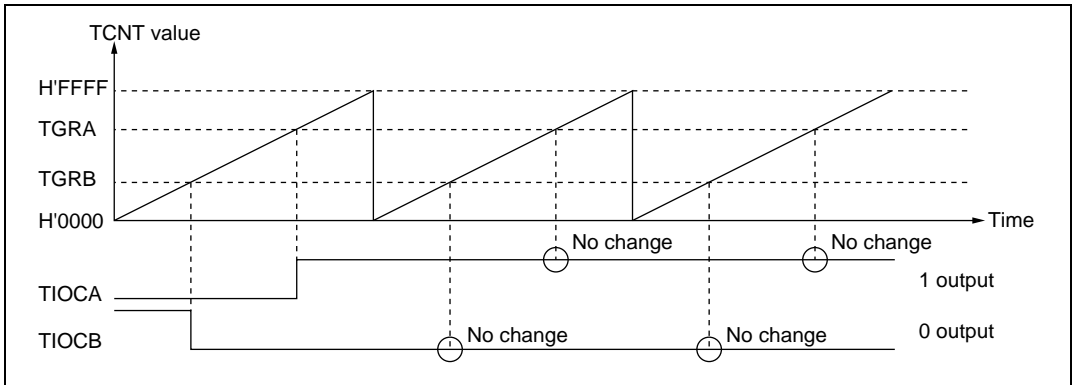 TCNT value
H'FFFF
TGRA
TGRB
H'0000
Time
No change
No change
TIOCA
1 output
No change
No change
TIOCB
0 output